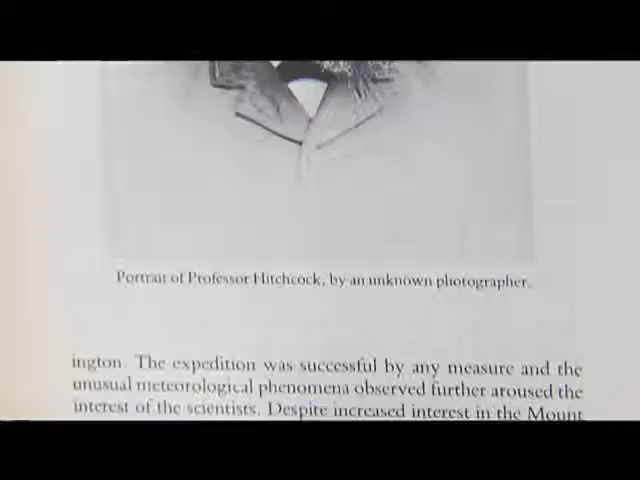 Portrait of Professor Hitchcock, by an unknown photographer.
ington. The expedition was successful by any measure and the
unusual meteorological phenomena observed further aroused the
interest of the scientists. Despite increased interest in the Mount